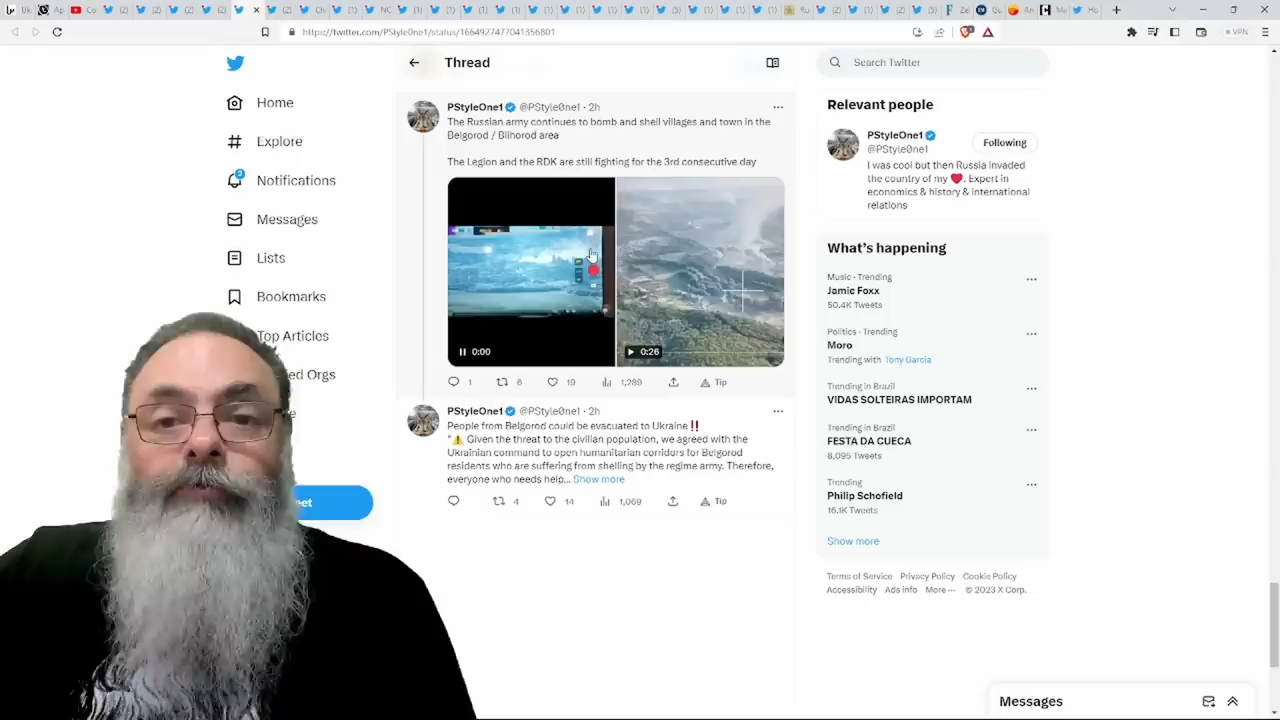 https://twitter.com/PStyle0ne1/status/1664927477041356801
VPN
Home
Explore
2
Notifications
Messages
Lists
Bookmarks
Top Articles
ed Orgs
eet
Thread
PStyleOne1 @PStyle0ne1 · 2h
The Russian army continues to bomb and shell villages and town in the
Belgorod / Bilhorod area
The Legion and the RDK are still fighting for the 3rd consecutive day
0:00
0:26
1 6 19 1,289 Tip
PStyleOne1 @PStyle0ne1 · 2h
People from Belgorod could be evacuated to Ukraine ‼
"⚠ Given the threat to the civilian population, we agreed with the
Ukrainian command to open humanitarian corridors for Belgorod
residents who are suffering from shelling by the regime army. Therefore,
everyone who needs help... Show more
4 14 1,069 Tip
Search Twitter
Relevant people
PStyleOne1
@PStyle0ne1
Following
I was cool but then Russia invaded
the country of my ❤. Expert in
economics & history & international
relations
What's happening
Music · Trending
Jamie Foxx
50.4K Tweets
Politics · Trending
Moro
Trending with Tony Garcia
Trending in Brazil
VIDAS SOLTEIRAS IMPORTAM
Trending in Brazil
FESTA DA CUECA
8,095 Tweets
Trending
Philip Schofield
16.1K Tweets
Show more
Terms of Service Privacy Policy Cookie Policy
Accessibility Ads info More ··· © 2023 X Corp.
Messages